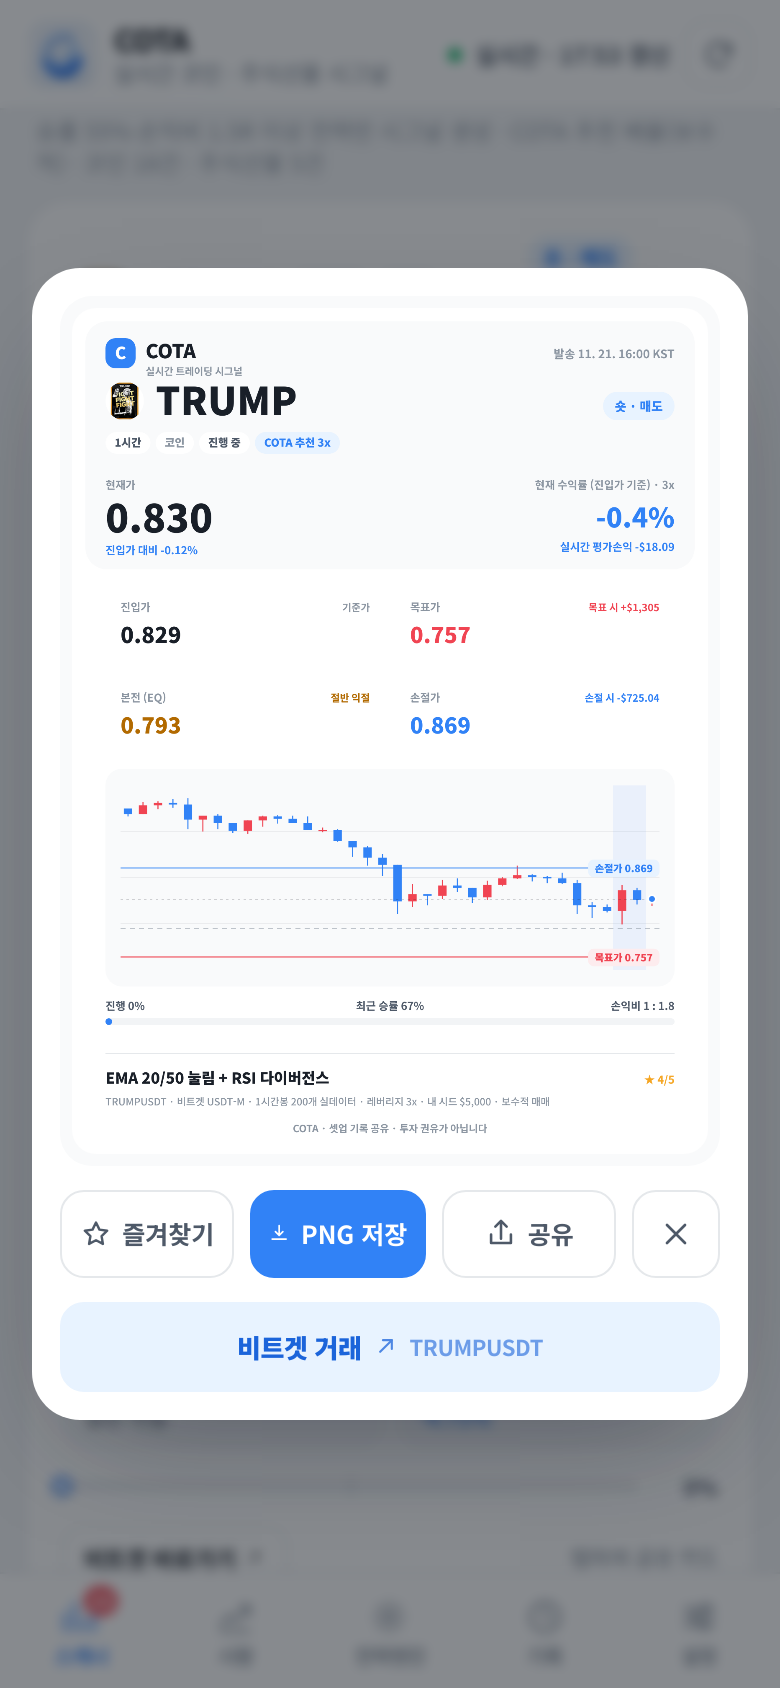 COTA
C COTA
발송 11. 21. 16:00 KST
실시간 트레이딩 시그널
TRUMP
숏 · 매도
1시간 코인 진행 중 COTA 추천 3x
현재가
현재 수익률 (진입가 기준) · 3x
0.830
-0.4%
진입가 대비 -0.12%
실시간 평가손익 -$18.09
진입가 기준가
0.829
목표가 목표 시 +$1,305
0.757
본전 (EQ) 절반 익절
0.793
손절가 손절 시 -$725.04
0.869
손절가 0.869
목표가 0.757
진행 0% 최근 승률 67% 손익비 1 : 1.8
EMA 20/50 눌림 + RSI 다이버전스 ★ 4/5
TRUMPUSDT · 비트겟 USDT-M · 1시간봉 200개 실데이터 · 레버리지 3x · 내 시드 $5,000 · 보수적 매매
COTA · 셋업 기록 공유 · 투자 권유가 아닙니다
즐겨찾기
PNG 저장
공유
비트겟 거래 ↗ TRUMPUSDT